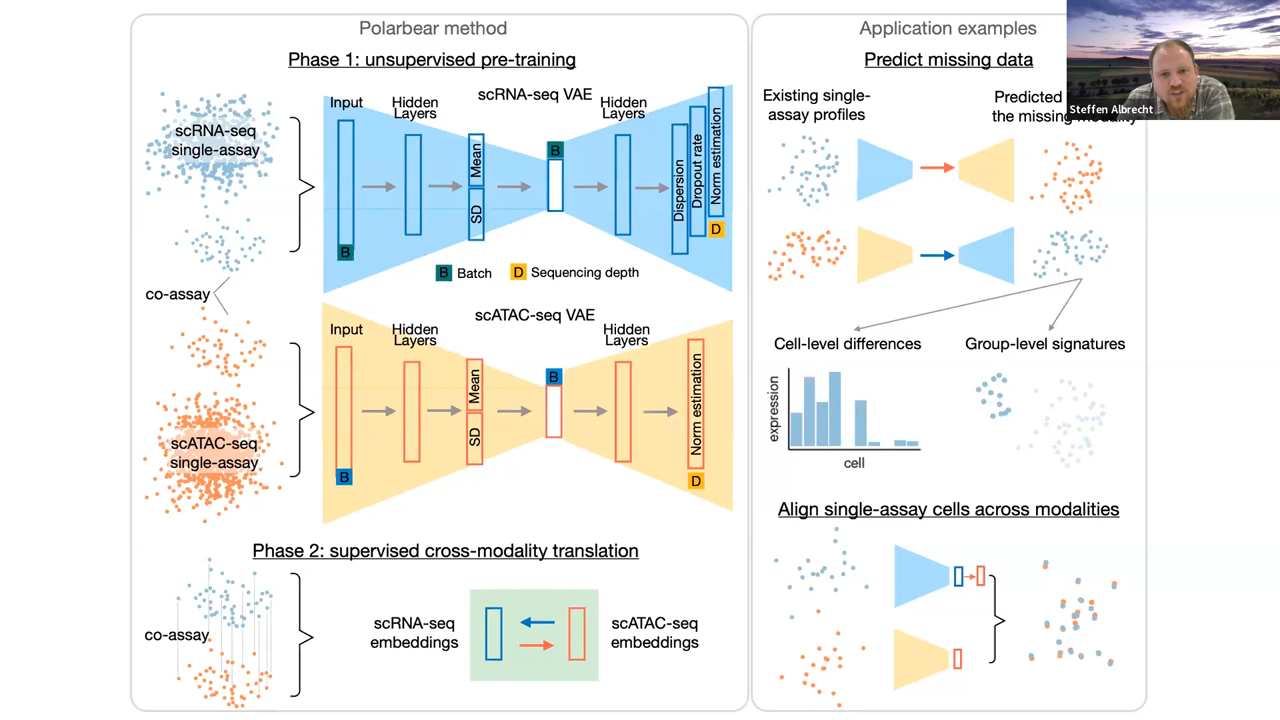 Polarbear method
Phase 1: unsupervised pre-training
scRNA-seq
single-assay
co-assay
scATAC-seq
single-assay
Input
Hidden
Layers
scRNA-seq VAE
Hidden
Layers
Mean
SD
B
B
Dispersion
Dropout rate
Norm estimation
D
B Batch
D Sequencing depth
scATAC-seq VAE
Input
Hidden
Layers
Hidden
Layers
Mean
SD
B
B
Norm estimation
D
Phase 2: supervised cross-modality translation
co-assay
scRNA-seq
embeddings
scATAC-seq
embeddings
Application examples
Predict missing data
Existing single-
assay profiles
Predicted
the missing
Steffen Albrecht
Cell-level differences
Group-level signatures
expression
cell
Align single-assay cells across modalities